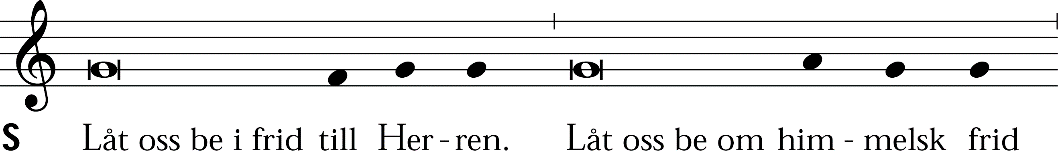 S Låt oss be i frid till Her-ren. Låt oss be om him-melsk frid